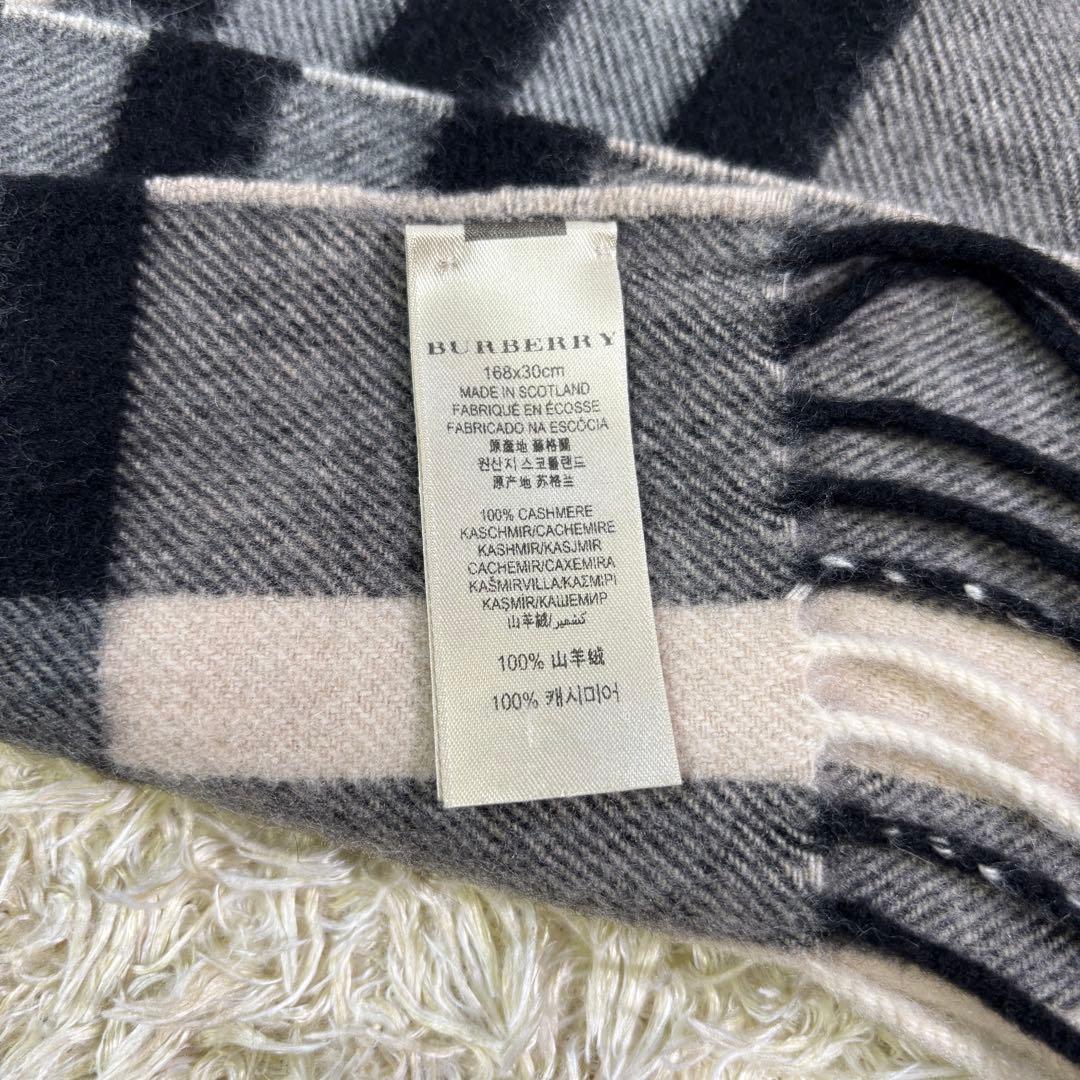 BURBERRY
168x30cm
MADE IN SCOTLAND
FABRIQUÉ EN ÉCOSSE
FABRICADO NA ESCÓCIA
原産地 蘇格蘭
원산지 스코틀랜드
原产地 苏格兰
100% CASHMERE
KASCHMIR/CACHEMIRE
KASHMIR/KASJMIR
CACHEMIR/CAXEMIRA
KAŠMIRVILLA/ΚΑΣΜΙΡΙ
KAŞMİR/КАШЕМИР
山羊絨/كشمير
100% 山羊绒
100% 캐시미어